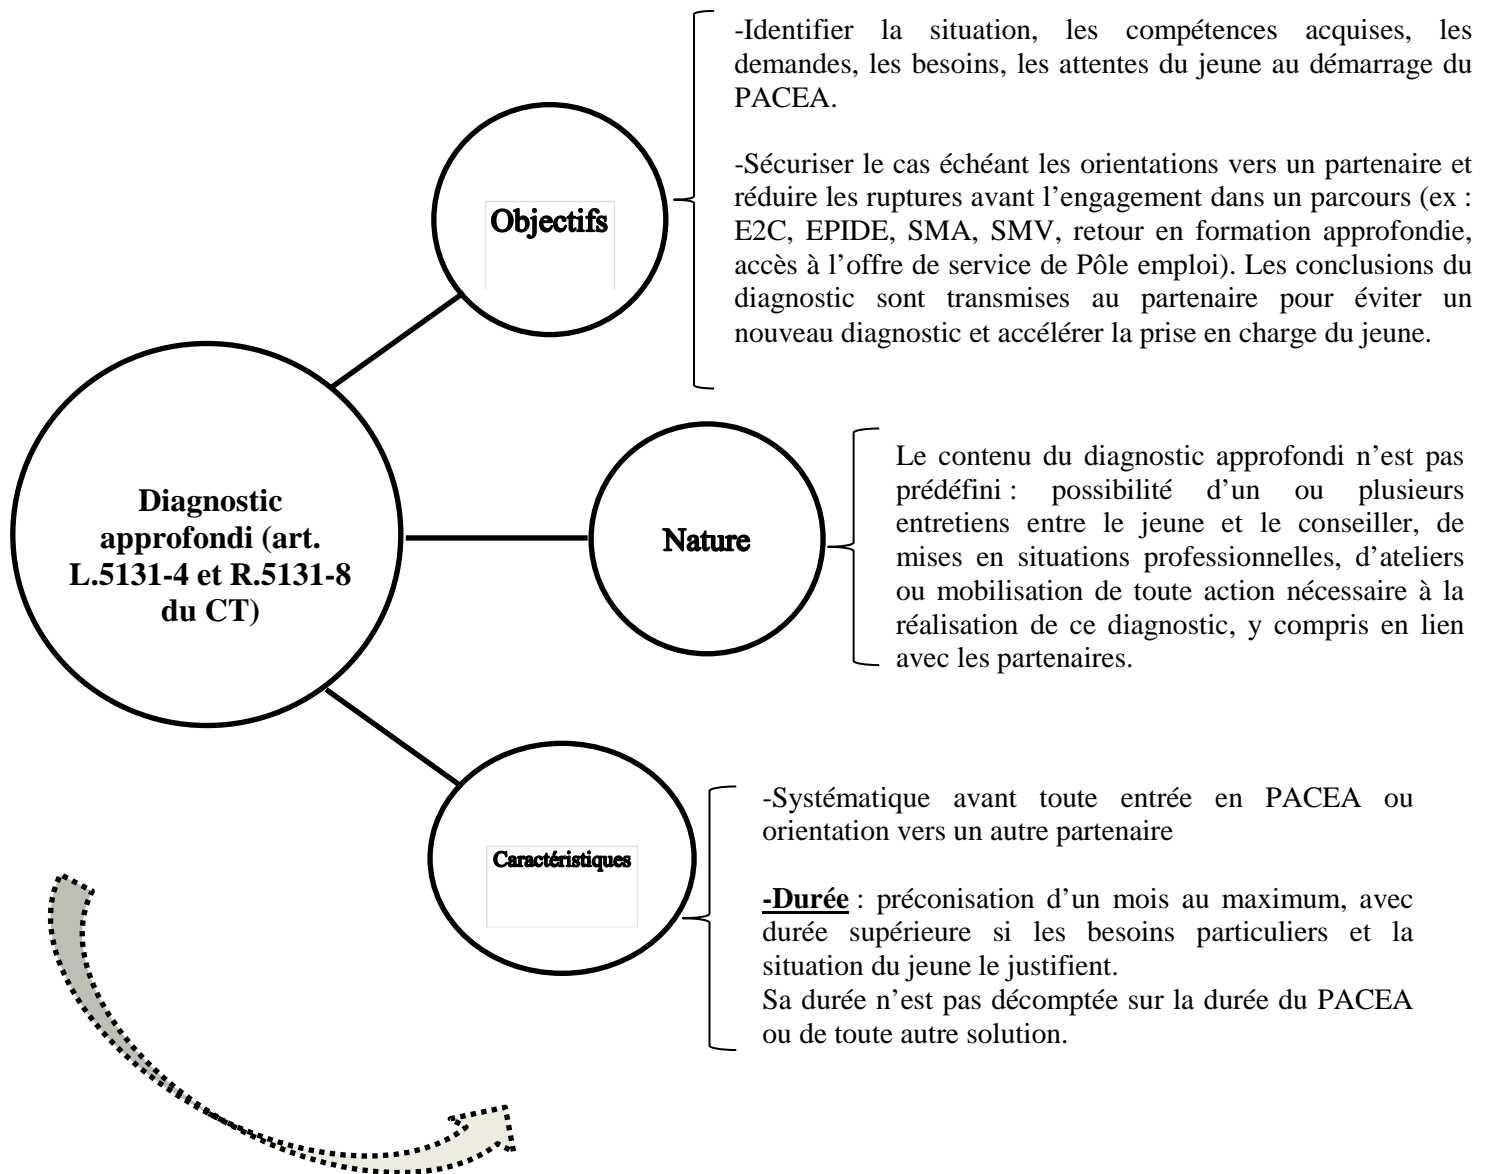 -Identifier la situation, les compétences acquises, les
demandes, les besoins, les attentes du jeune au démarrage du
PACEA.
-Sécuriser le cas échéant les orientations vers un partenaire et
réduire les ruptures avant l’engagement dans un parcours (ex :
E2C, EPIDE, SMA, SMV, retour en formation approfondie,
accès à l’offre de service de Pôle emploi). Les conclusions du
diagnostic sont transmises au partenaire pour éviter un
nouveau diagnostic et accélérer la prise en charge du jeune.
Objectifs
Diagnostic
approfondi (art.
L.5131-4 et R.5131-8
du CT)
Nature
Le contenu du diagnostic approfondi n’est pas
prédéfini : possibilité d’un ou plusieurs
entretiens entre le jeune et le conseiller, de
mises en situations professionnelles, d’ateliers
ou mobilisation de toute action nécessaire à la
réalisation de ce diagnostic, y compris en lien
avec les partenaires.
Caractéristiques
-Systématique avant toute entrée en PACEA ou
orientation vers un autre partenaire
-Durée : préconisation d’un mois au maximum, avec
durée supérieure si les besoins particuliers et la
situation du jeune le justifient.
Sa durée n’est pas décomptée sur la durée du PACEA
ou de toute autre solution.